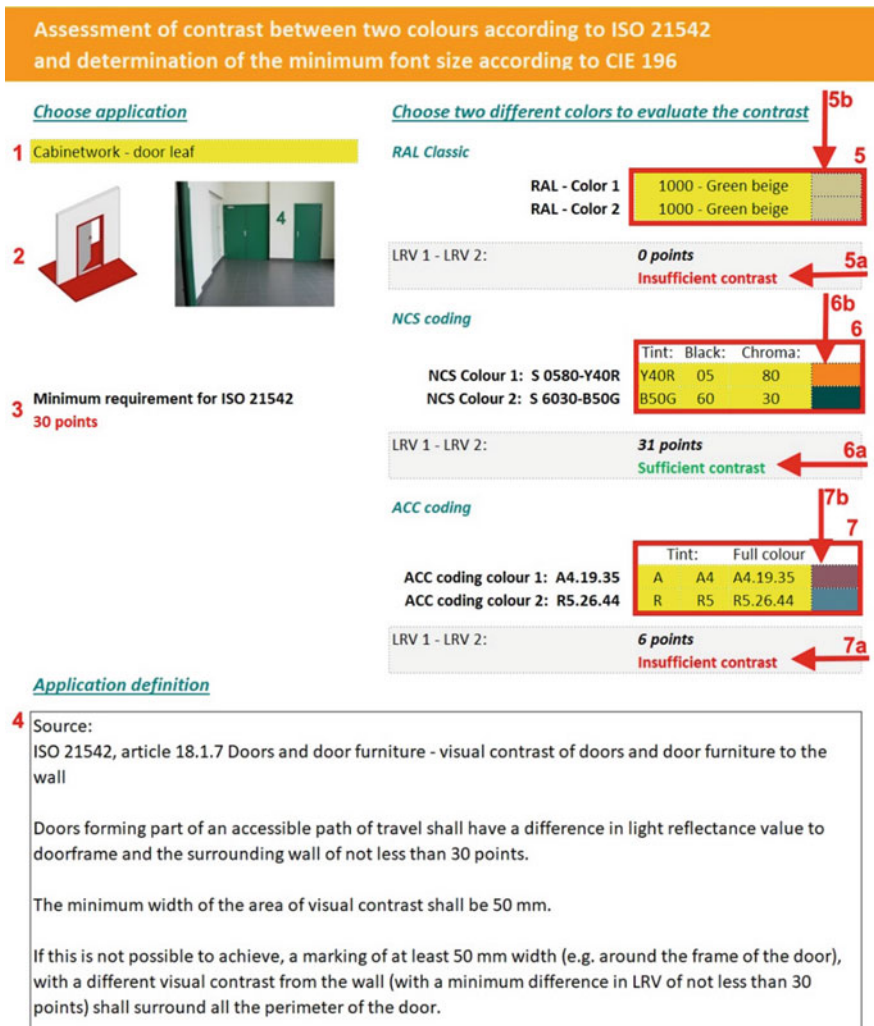 Assessment of contrast between two colours according to ISO 21542
and determination of the minimum font size according to CIE 196
Choose application
1 Cabinetwork - door leaf
2
4
3 Minimum requirement for ISO 21542
30 points
Choose two different colors to evaluate the contrast
5b
RAL Classic
5
RAL - Color 1 1000 - Green beige
RAL - Color 2 1000 - Green beige
LRV 1 - LRV 2: 0 points
5a
Insufficient contrast
6b
NCS coding
6
Tint: Black: Chroma:
NCS Colour 1: S 0580-Y40R Y40R 05 80
NCS Colour 2: S 6030-B50G B50G 60 30
LRV 1 - LRV 2: 31 points
6a
Sufficient contrast
7b
ACC coding
7
Tint: Full colour
ACC coding colour 1: A4.19.35 A A4 A4.19.35
ACC coding colour 2: R5.26.44 R R5 R5.26.44
LRV 1 - LRV 2: 6 points
7a
Insufficient contrast
Application definition
4 Source:
ISO 21542, article 18.1.7 Doors and door furniture - visual contrast of doors and door furniture to the
wall
Doors forming part of an accessible path of travel shall have a difference in light reflectance value to
doorframe and the surrounding wall of not less than 30 points.
The minimum width of the area of visual contrast shall be 50 mm.
If this is not possible to achieve, a marking of at least 50 mm width (e.g. around the frame of the door),
with a different visual contrast from the wall (with a minimum difference in LRV of not less than 30
points) shall surround all the perimeter of the door.